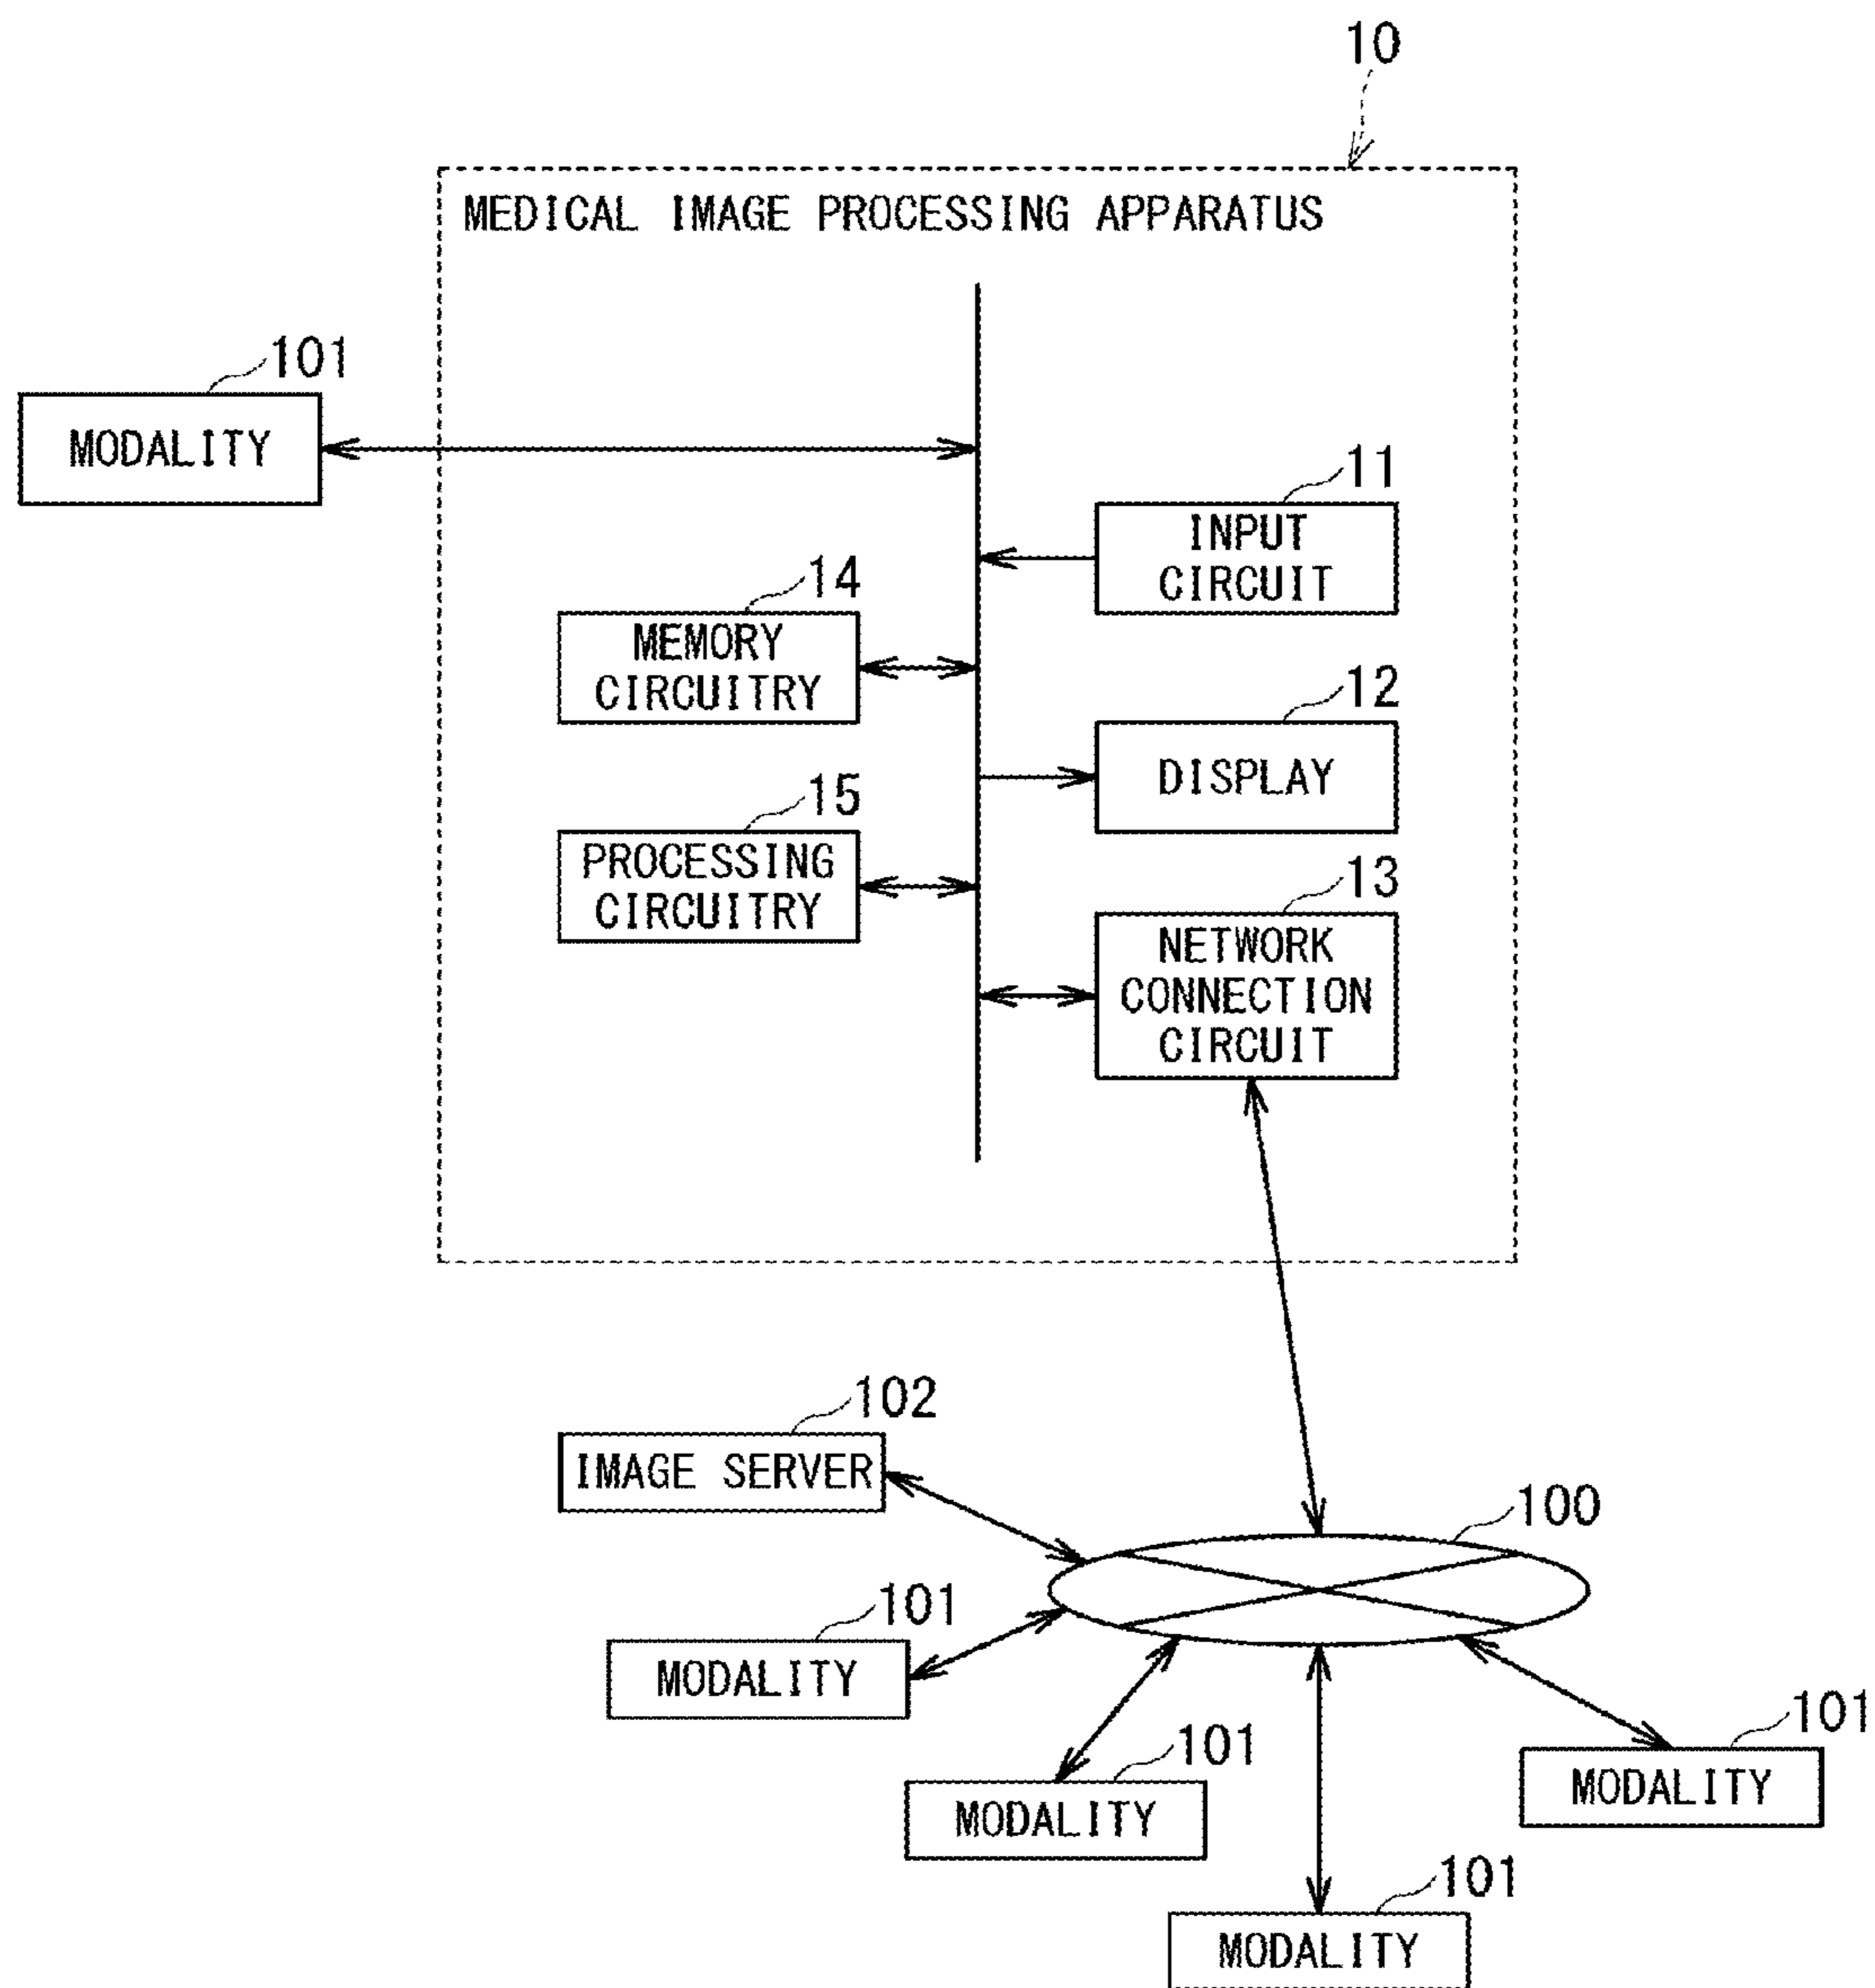 10
MEDICAL IMAGE PROCESSING APPARATUS
101
MODALITY
11
INPUT
CIRCUIT
14
MEMORY
CIRCUITRY
12
DISPLAY
15
PROCESSING
CIRCUITRY
13
NETWORK
CONNECTION
CIRCUIT
102
IMAGE SERVER
100
101
MODALITY
101
MODALITY
101
MODALITY
101
MODALITY